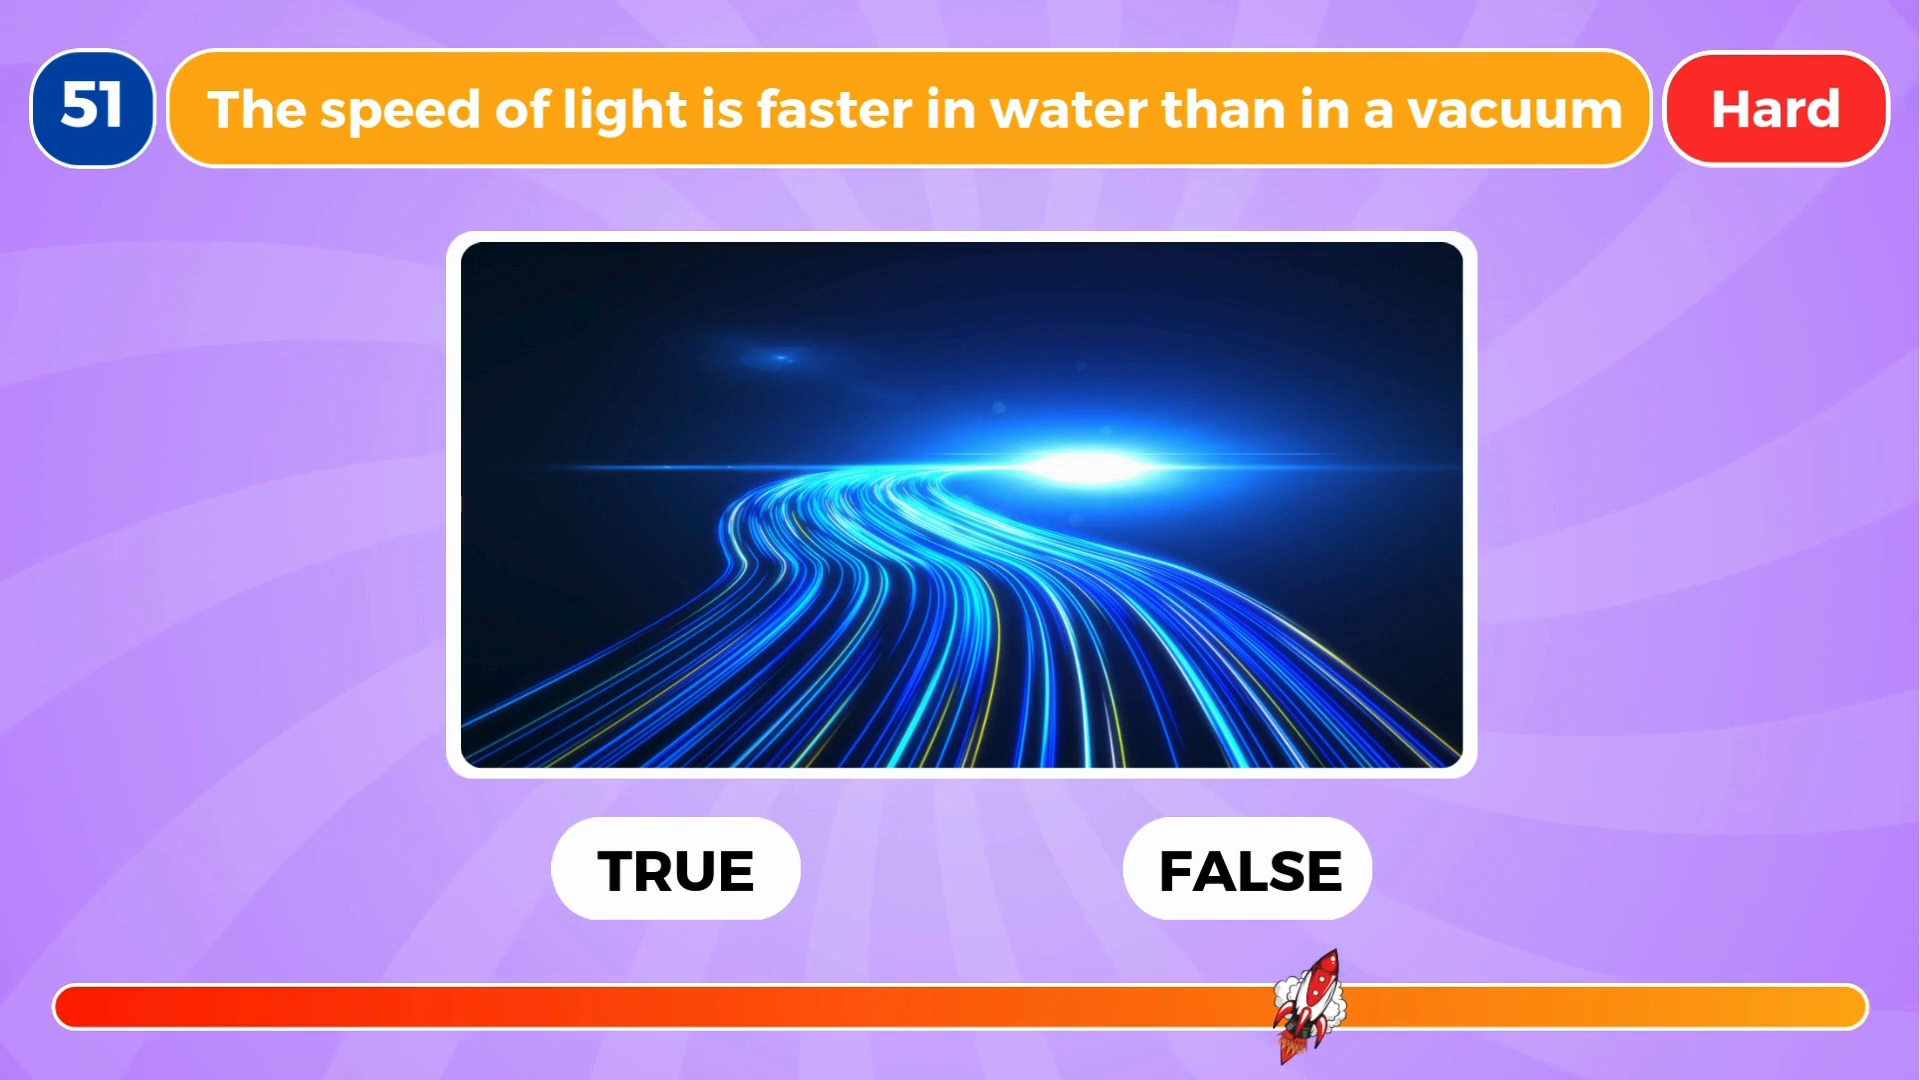 51
The speed of light is faster in water than in a vacuum
Hard
TRUE
FALSE